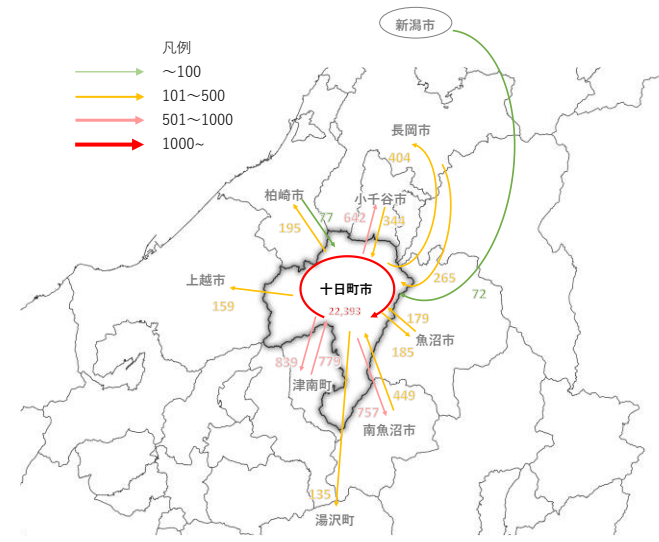 新潟市
凡例
～100
101～500
501～1000
1000~
長岡市
404
柏崎市
小千谷市
77
642
344
195
265
上越市
十日町市
72
159
22,393
179
魚沼市
185
839
779
津南町
449
757
南魚沼市
135
湯沢町